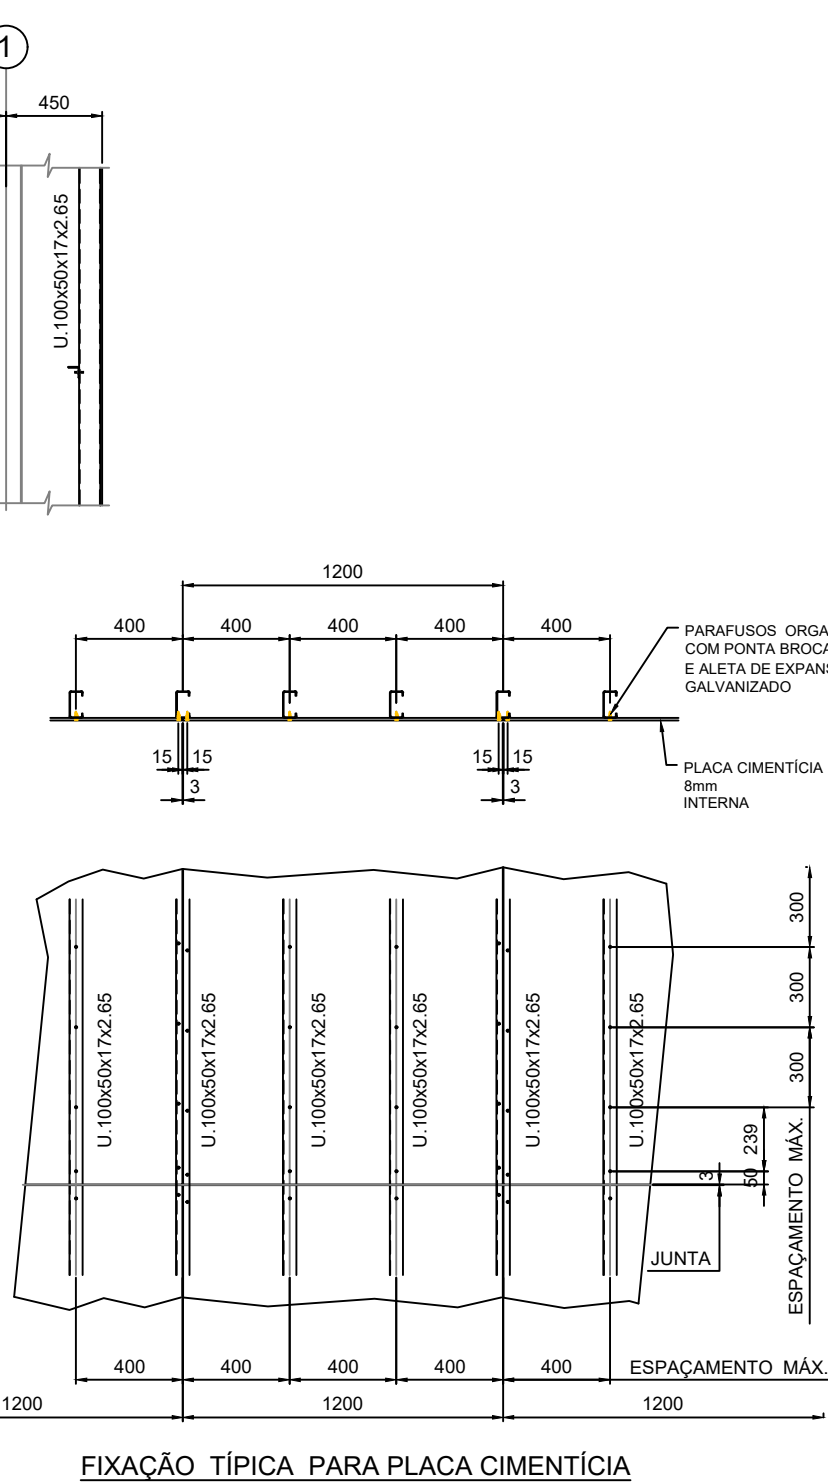 1
450
U.100x50x17x2.65
1200
400
400
400
400
400
PARAFUSOS ORGA
COM PONTA BROCA
E ALETA DE EXPANS
GALVANIZADO
15
15
15
15
3
3
PLACA CIMENTÍCIA
8mm
INTERNA
300
300
300
U.100x50x17x2.65
U.100x50x17x2.65
U.100x50x17x2.65
U.100x50x17x2.65
U.100x50x17x2.65
U.100x50x17x2.65
239
3
50
ESPAÇAMENTO MÁX.
JUNTA
400
400
400
400
400
ESPAÇAMENTO MÁX.
1200
1200
1200
FIXAÇÃO TÍPICA PARA PLACA CIMENTÍCIA